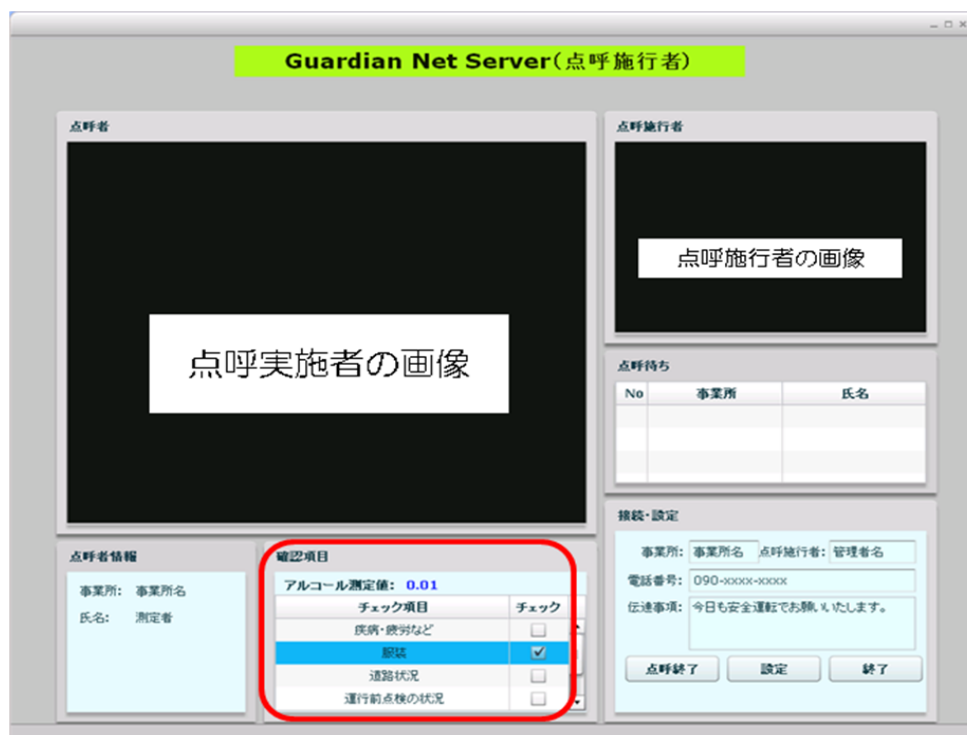 Guardian Net Server(点呼施行者)
点呼者
点呼実施者の画像
点呼施行者
点呼施行者の画像
点呼待ち
No 事業所 氏名
点呼者情報
事業所: 事業所名
氏名: 測定者
確認項目
アルコール測定値: 0.01
チェック項目 チェック
疾病・疲労など
服装
道路状況
運行前点検の状況
接続・設定
事業所: 事業所名 点呼施行者: 管理者名
電話番号: 090-xxxx-xxxx
伝達事項: 今日も安全運転でお願いいたします。
点呼終了 設定 終了